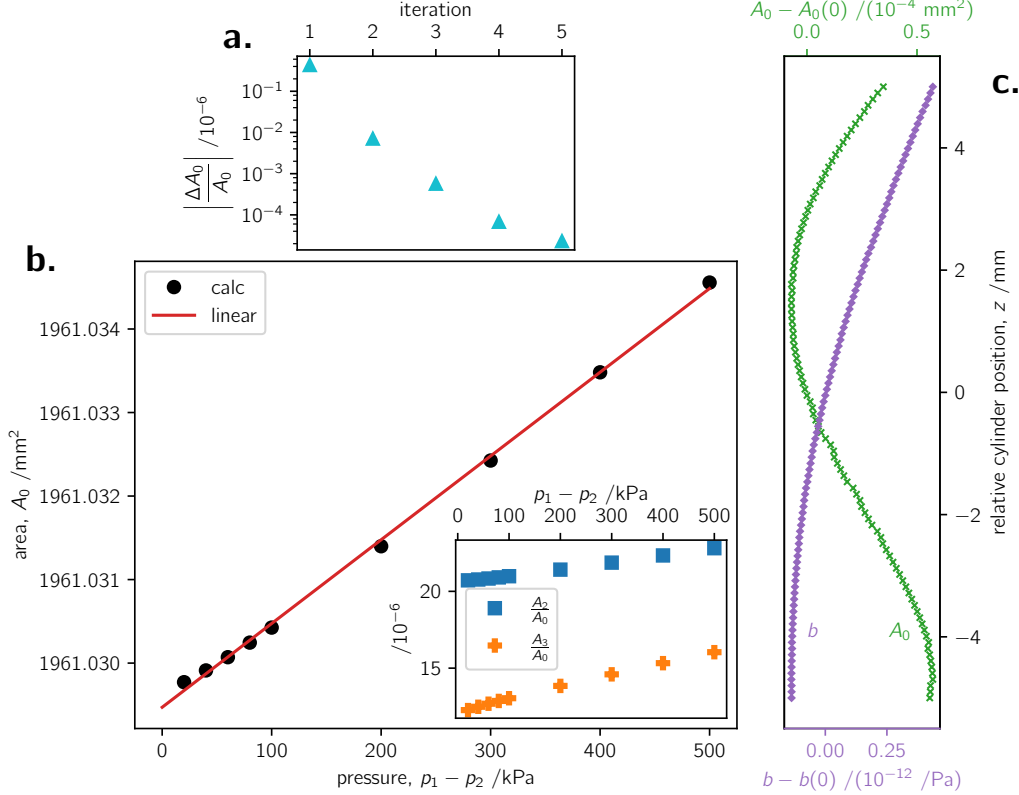 a.
iteration
1 2 3 4 5
10⁻¹
10⁻²
10⁻³
10⁻⁴
|ΔA₀/A₀| /10⁻⁶
b.
calc
linear
1961.034
1961.033
1961.032
1961.031
1961.030
area, A₀ /mm²
0 100 200 300 400 500
pressure, p₁ − p₂ /kPa
p₁ − p₂ /kPa
0 100 200 300 400 500
20
15
/10⁻⁶
A₂/A₀
A₃/A₀
c.
A₀ − A₀(0) /(10⁻⁴ mm²)
0.0 0.5
4
2
0
−2
−4
relative cylinder position, z /mm
b A₀
0.00 0.25
b − b(0) /(10⁻¹² /Pa)